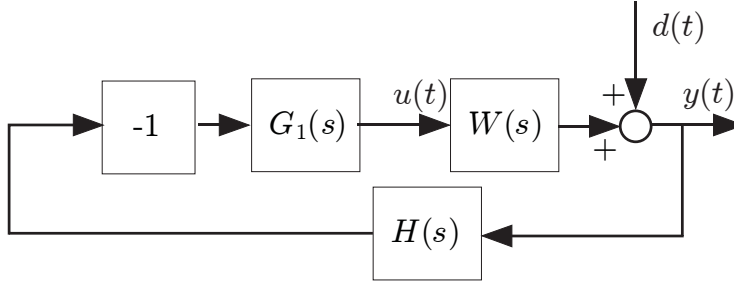 d(t)
-1
G₁(s)
u(t)
W(s)
+
+
y(t)
H(s)